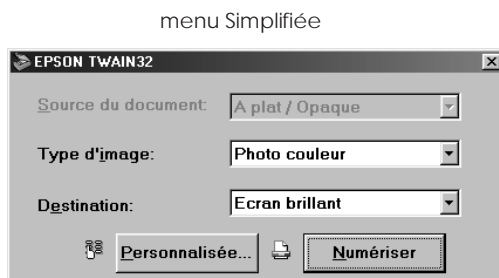 menu Simplifiée
EPSON TWAIN32
Source du document: A plat / Opaque
Type d'image: Photo couleur
Destination: Ecran brillant
Personnalisée... Numériser